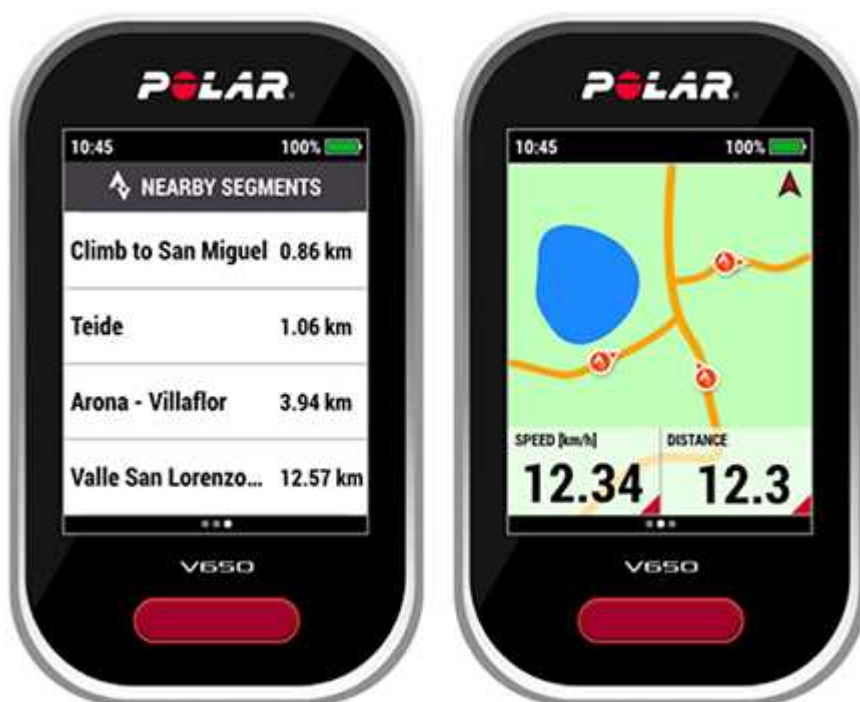 POLAR
10:45 100%
NEARBY SEGMENTS
Climb to San Miguel 0.86 km
Teide 1.06 km
Arona - Villaflor 3.94 km
Valle San Lorenzo... 12.57 km
V650
POLAR
10:45 100%
SPEED [km/h] DISTANCE
12.34 12.3
V650